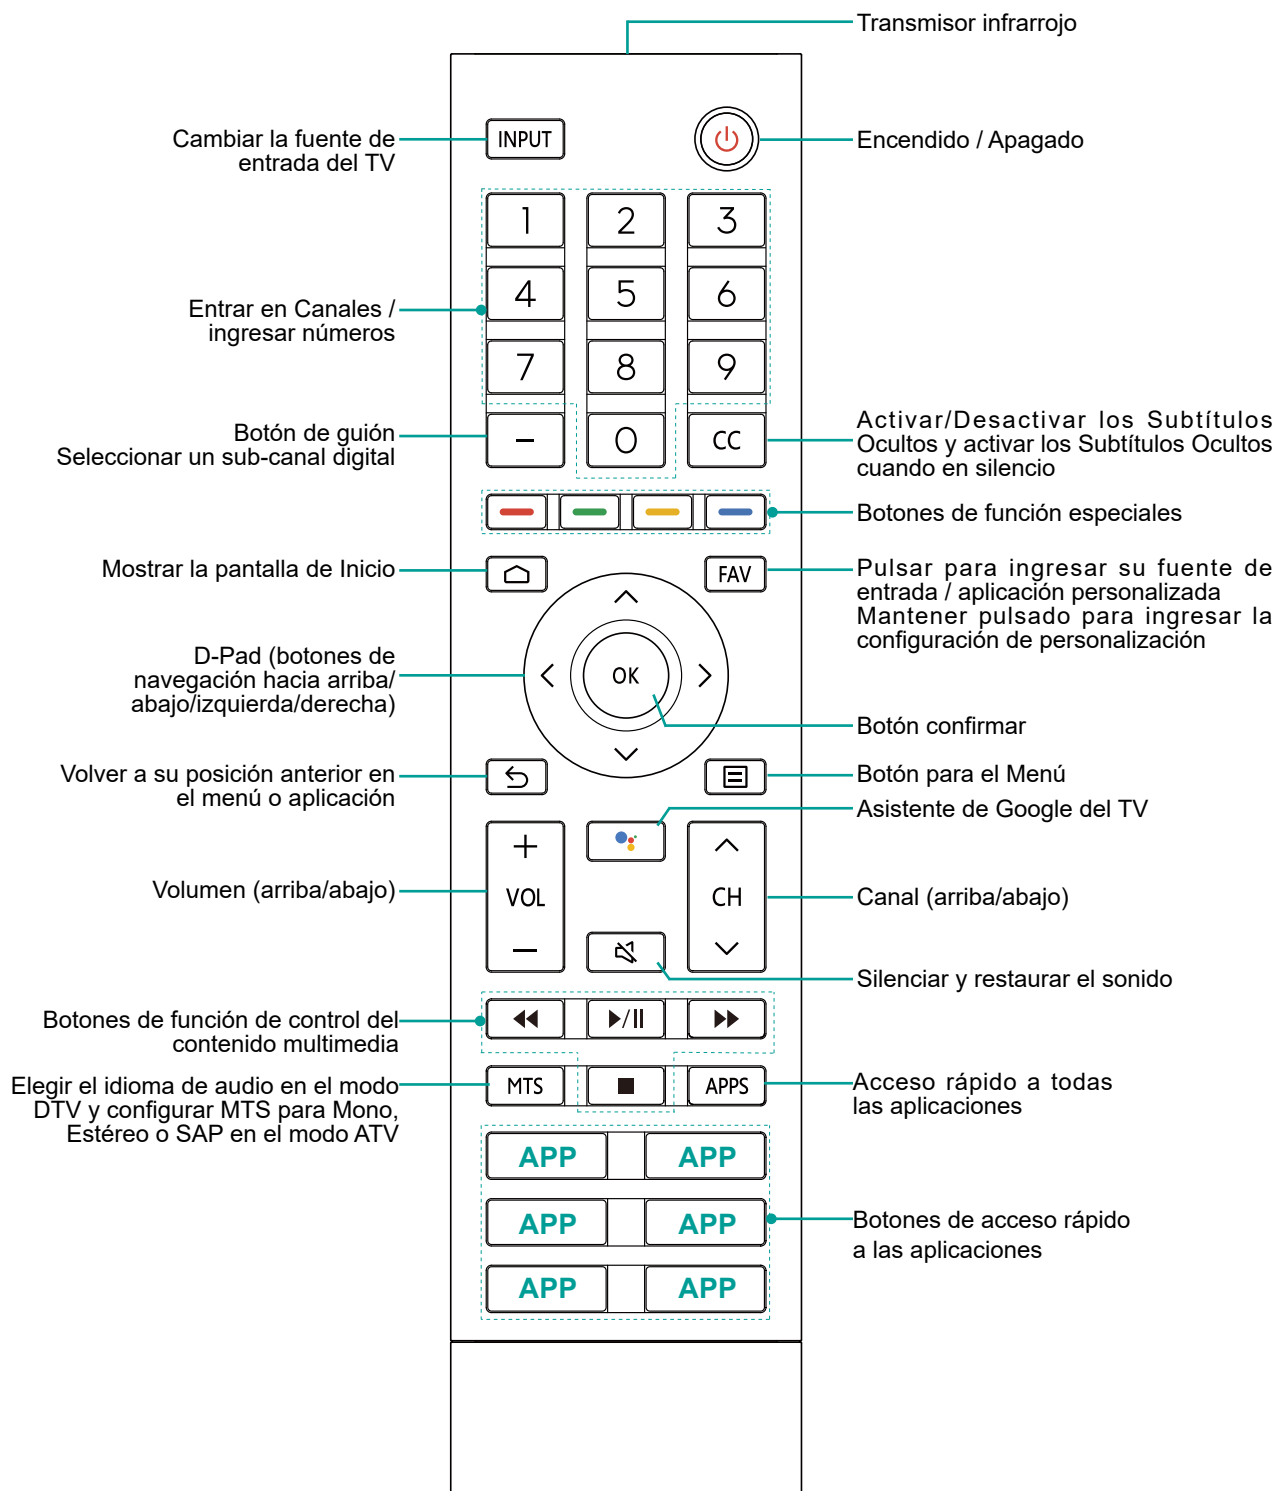 Transmisor infrarrojo
Cambiar la fuente de
entrada del TV
INPUT
Encendido / Apagado
1 2 3
4 5 6
7 8 9
Entrar en Canales /
ingresar números
Botón de guión
Seleccionar un sub-canal digital
– 0 CC
Activar/Desactivar los Subtítulos
Ocultos y activar los Subtítulos Ocultos
cuando en silencio
Botones de función especiales
Mostrar la pantalla de Inicio
FAV
Pulsar para ingresar su fuente de
entrada / aplicación personalizada
Mantener pulsado para ingresar la
configuración de personalización
D-Pad (botones de
navegación hacia arriba/
abajo/izquierda/derecha)
OK
Botón confirmar
Volver a su posición anterior en
el menú o aplicación
Botón para el Menú
Asistente de Google del TV
Volumen (arriba/abajo)
+
VOL
–
CH
Canal (arriba/abajo)
Silenciar y restaurar el sonido
Botones de función de control del
contenido multimedia
Elegir el idioma de audio en el modo
DTV y configurar MTS para Mono,
Estéreo o SAP en el modo ATV
MTS
APPS
Acceso rápido a todas
las aplicaciones
APP APP
APP APP
APP APP
Botones de acceso rápido
a las aplicaciones